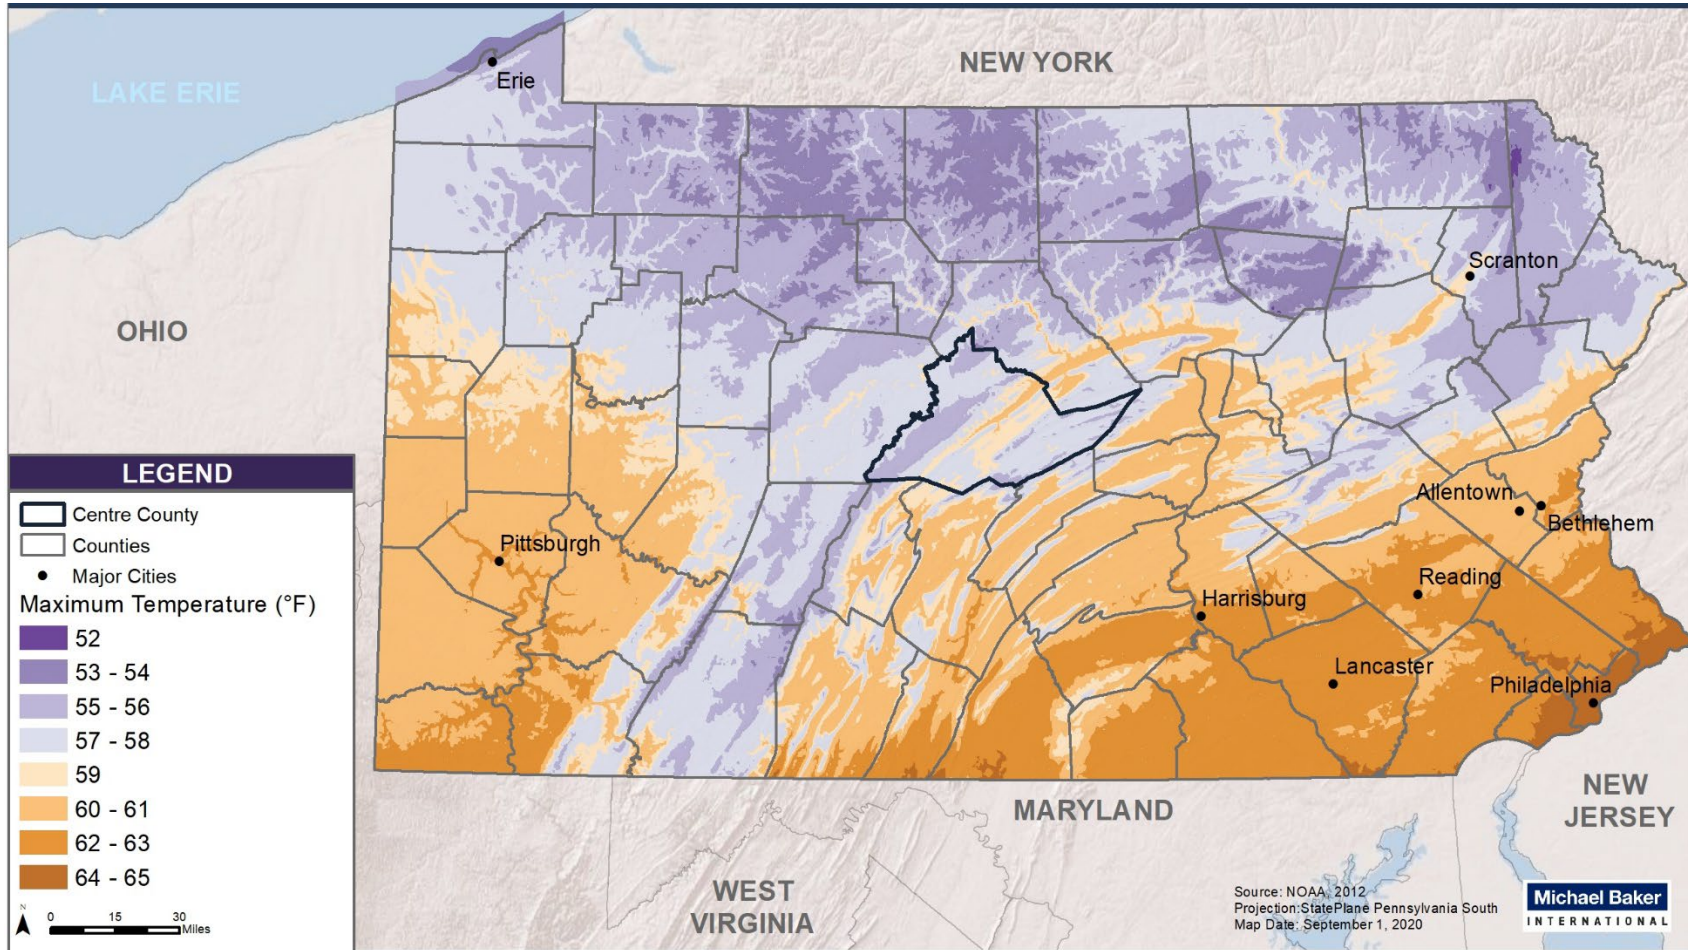 NEW YORK
LAKE ERIE
Erie
Scranton
OHIO
LEGEND
Centre County
Counties
Major Cities
Maximum Temperature (°F)
52
53 - 54
55 - 56
57 - 58
59
60 - 61
62 - 63
64 - 65
N
0 15 30
Miles
Pittsburgh
Allentown
Bethlehem
Reading
Harrisburg
Lancaster
Philadelphia
MARYLAND
NEW
JERSEY
WEST
VIRGINIA
Source: NOAA, 2012
Projection:StatePlane Pennsylvania South
Map Date: September 1, 2020
Michael Baker
INTERNATIONAL